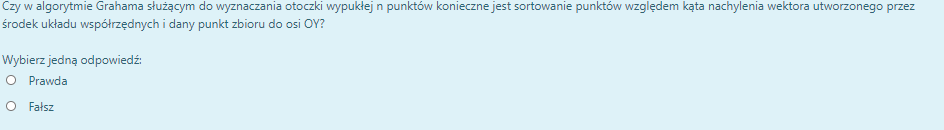 Czy w algorytmie Grahama służącym do wyznaczania otoczki wypukłej n punktów konieczne jest sortowanie punktów względem kąta nachylenia wektora utworzonego przez
środek układu współrzędnych i dany punkt zbioru do osi OY?
Wybierz jedną odpowiedź:
Prawda
Fałsz